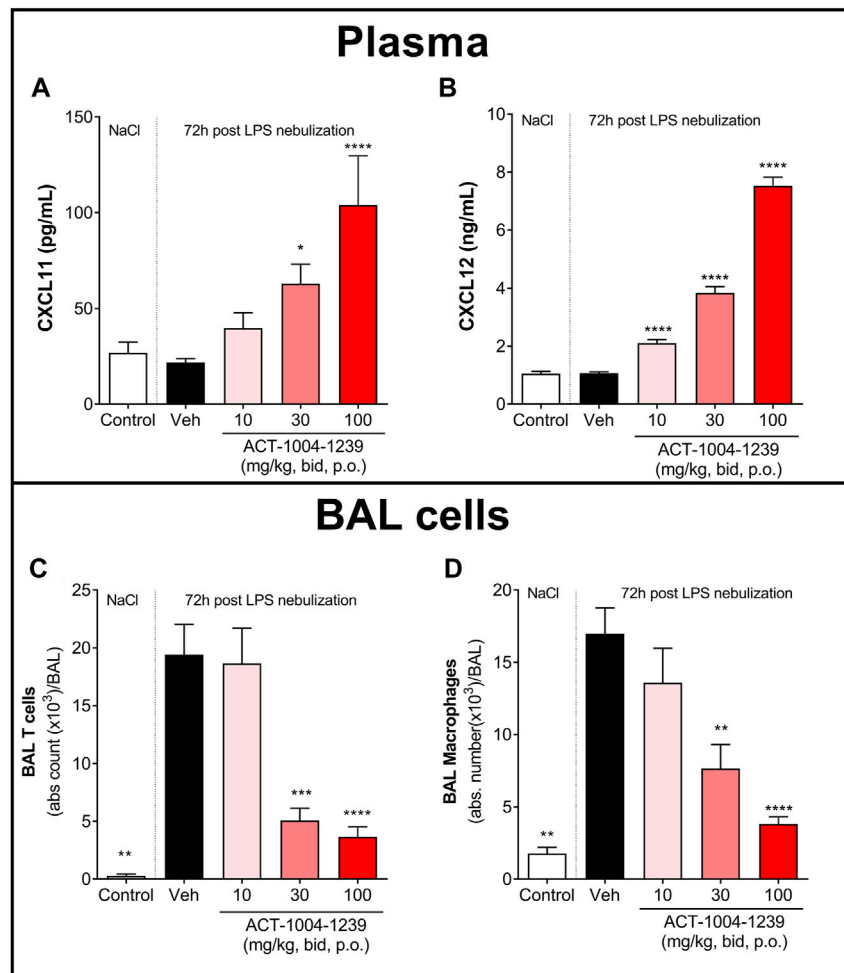 Plasma
A
NaCl
72h post LPS nebulization
CXCL11 (pg/mL)
150
100
50
0
*
****
Control
Veh
10
30
100
ACT-1004-1239
(mg/kg, bid, p.o.)
B
NaCl
72h post LPS nebulization
CXCL12 (ng/mL)
10
8
6
4
2
0
****
****
****
Control
Veh
10
30
100
ACT-1004-1239
(mg/kg, bid, p.o.)
BAL cells
C
NaCl
72h post LPS nebulization
BAL T cells
(abs count (x10³)/BAL)
25
20
15
10
5
0
**
***
****
Control
Veh
10
30
100
ACT-1004-1239
(mg/kg, bid, p.o.)
D
NaCl
72h post LPS nebulization
BAL Macrophages
(abs. number(x10³)/BAL)
20
15
10
5
0
**
**
****
Control
Veh
10
30
100
ACT-1004-1239
(mg/kg, bid, p.o.)